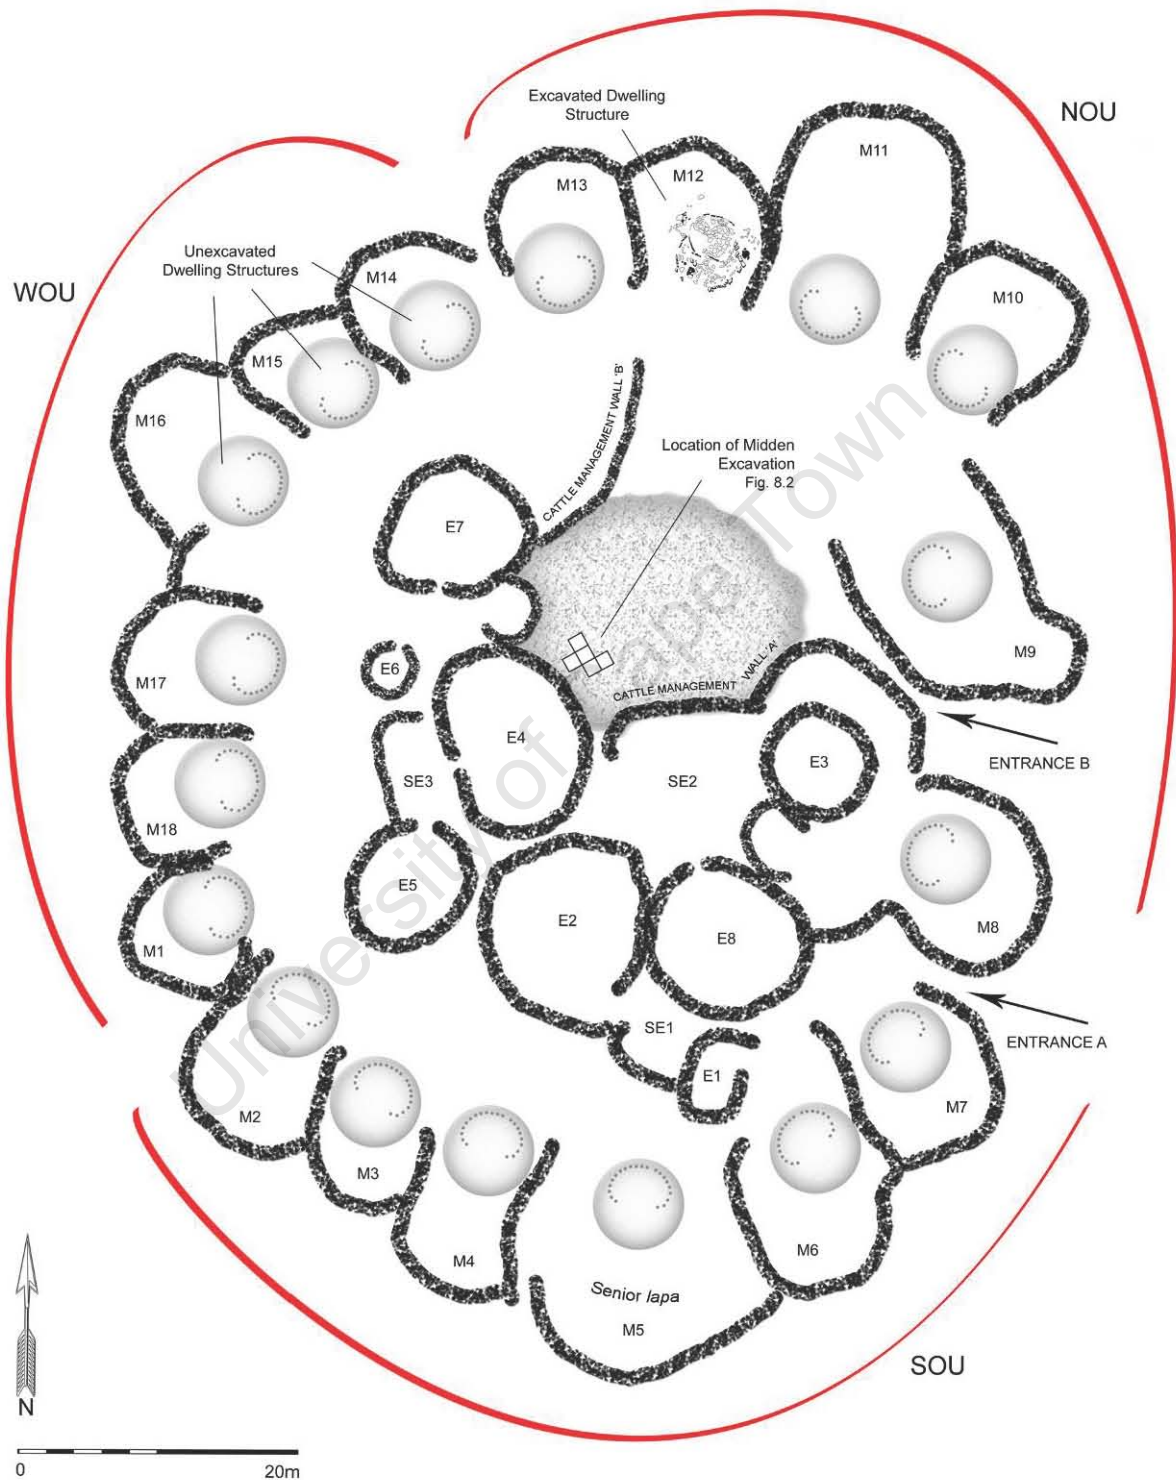 Excavated Dwelling
Structure
NOU
M11
M13
M12
Unexcavated
Dwelling Structures
M14
WOU
M10
M15
CATTLE MANAGEMENT WALL 'B'
M16
Location of Midden
Excavation
Fig. 8.2
E7
M9
E6
WALL 'A'
M17
CATTLE MANAGEMENT
E4
E3
ENTRANCE B
SE3
SE2
M18
E5
E2
E8
M8
M1
SE1
ENTRANCE A
E1
M2
M7
M3
M6
M4
Senior lapa
M5
SOU
N
0 20m
University of Cape Town